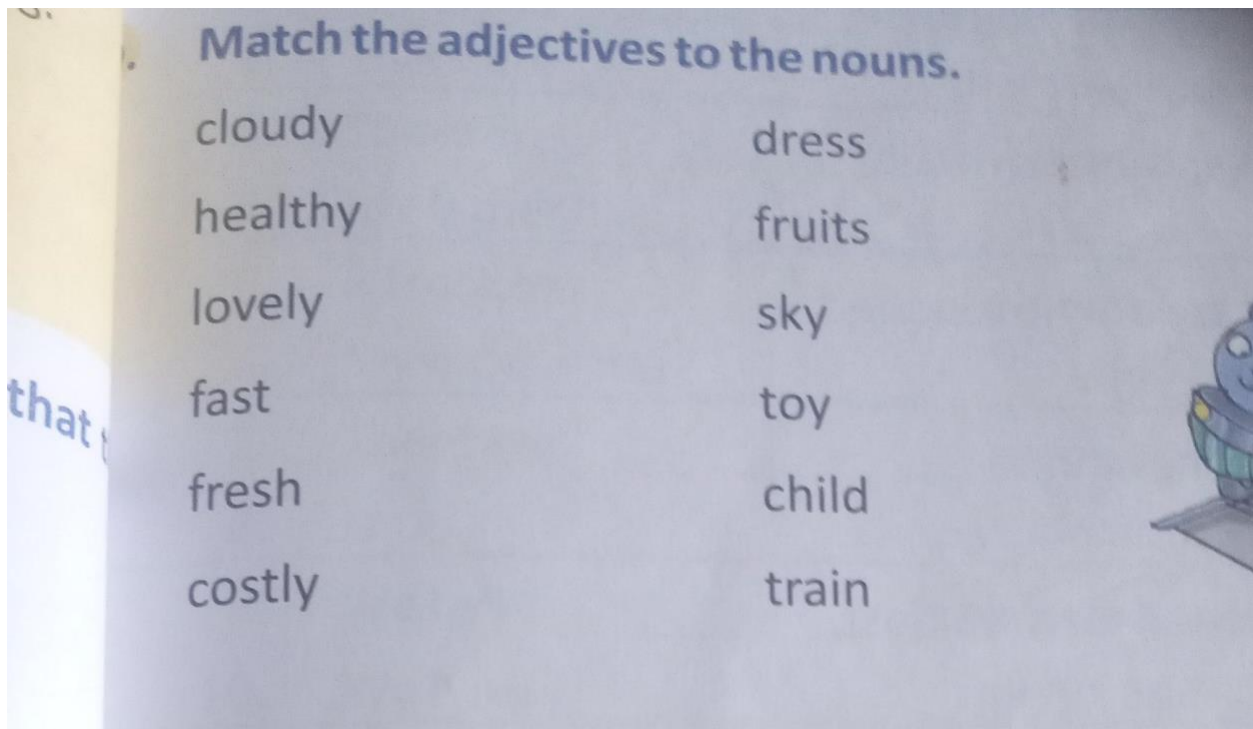 Match the adjectives to the nouns.
cloudy dress
healthy fruits
lovely sky
that
fast toy
fresh child
costly train